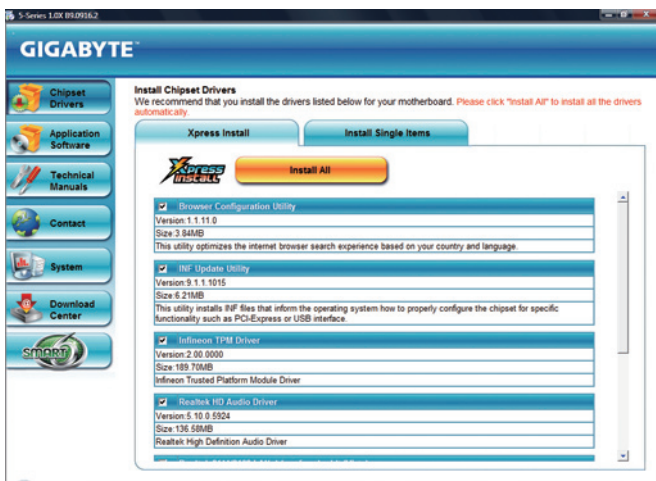 5-Series 1.0X B9.0916.2
GIGABYTE™
Chipset
Drivers
Application
Software
Technical
Manuals
Contact
System
Download
Center
SMART 6
Install Chipset Drivers
We recommend that you install the drivers listed below for your motherboard. Please click "Install All" to install all the drivers
automatically.
Xpress Install
Install Single Items
Xpress
INSTALL
Install All
Browser Configuration Utility
Version:1.1.11.0
Size:3.84MB
This utility optimizes the internet browser search experience based on your country and language.
INF Update Utility
Version:9.1.1.1015
Size:6.21MB
This utility installs INF files that inform the operating system how to properly configure the chipset for specific
functionality such as PCI-Express or USB interface.
Infineon TPM Driver
Version:2.00.0000
Size:189.70MB
Infineon Trusted Platform Module Driver
Realtek HD Audio Driver
Version:5.10.0.5924
Size:136.58MB
Realtek High Definition Audio Driver